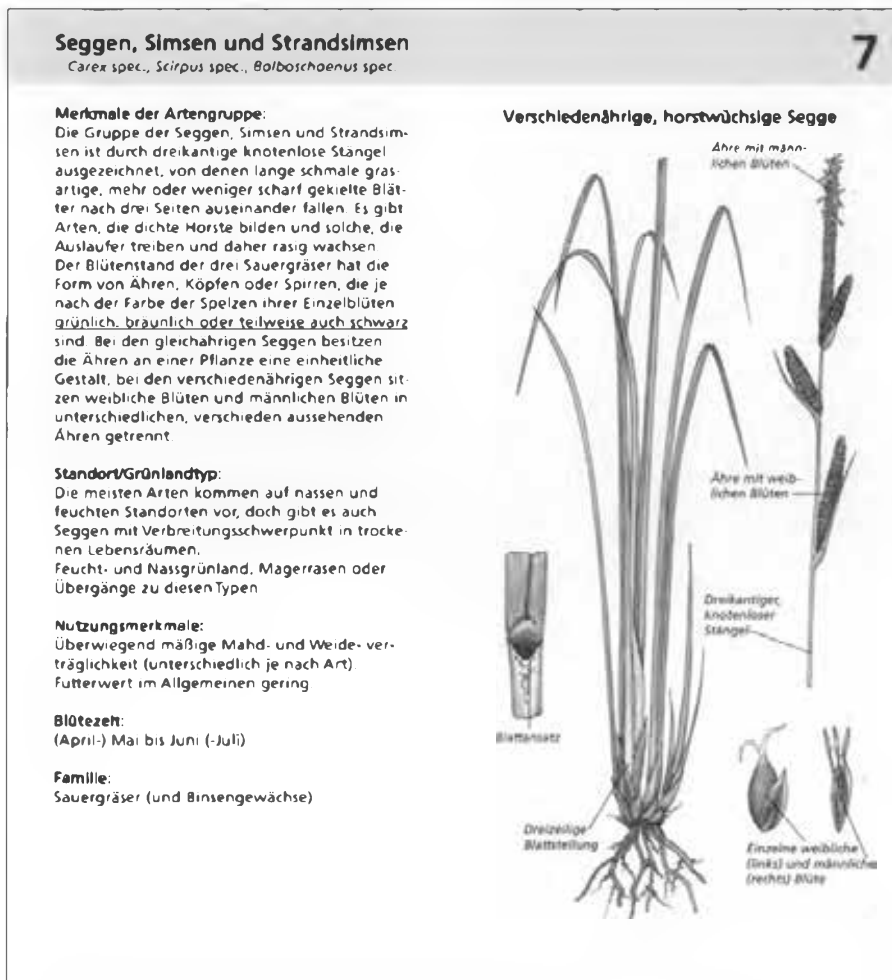 Seggen, Simsen und Strandsimsen
7
Carex spec., Scirpus spec., Bolboschoenus spec.
Merkmale der Artengruppe:
Die Gruppe der Seggen, Simsen und Strandsim-
sen ist durch dreikantige knotenlose Stängel
ausgezeichnet, von denen lange schmale gras-
artige, mehr oder weniger scharf gekielte Blät-
ter nach drei Seiten auseinander fallen. Es gibt
Arten, die dichte Horste bilden und solche, die
Ausläufer treiben und daher rasig wachsen
Der Blütenstand der drei Sauergräser hat die
Form von Ähren, Köpfen oder Spirren, die je
nach der Farbe der Spelzen ihrer Einzelblüten
grünlich, bräunlich oder teilweise auch schwarz
sind. Bei den gleichährigen Seggen besitzen
die Ähren an einer Pflanze eine einheitliche
Gestalt, bei den verschiedenährigen Seggen sit-
zen weibliche Blüten und männlichen Blüten in
unterschiedlichen, verschieden aussehenden
Ähren getrennt
Standort/Grünlandtyp:
Die meisten Arten kommen auf nassen und
feuchten Standorten vor, doch gibt es auch
Seggen mit Verbreitungsschwerpunkt in trocke-
nen Lebensräumen.
Feucht- und Nassgrünland, Magerrasen oder
Übergänge zu diesen Typen
Nutzungsmerkmale:
Überwiegend mäßige Mahd- und Weide- ver-
träglichkeit (unterschiedlich je nach Art)
Futterwert im Allgemeinen gering
Blütezeit:
(April-) Mai bis Juni (-Juli)
Familie:
Sauergräser (und Binsengewächse)
Verschiedenährige, horstwüchsige Segge
Ähre mit männ-
lichen Blüten
Ähre mit weib-
lichen Blüten
Dreikantiger,
knotenloser
Stängel
Blattansatz
Dreizeilige
Blattstellung
Einzelne weibliche
(links) und männliche
(rechts) Blüte